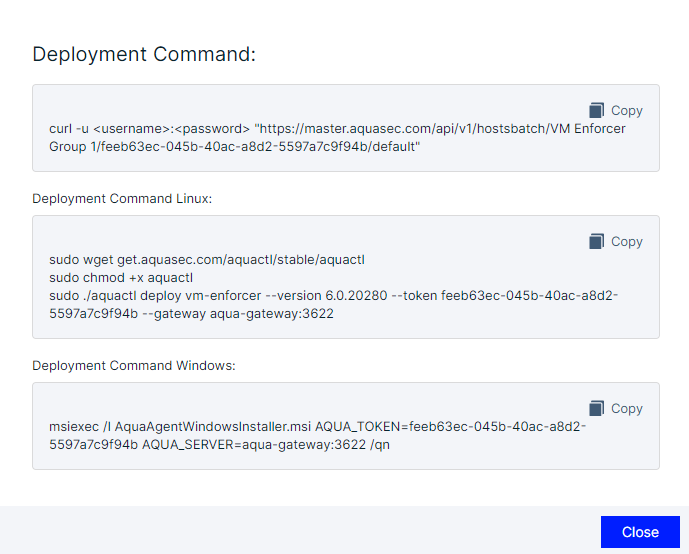 Deployment Command:
Copy
curl -u <username>:<password> "https://master.aquasec.com/api/v1/hostsbatch/VM Enforcer
Group 1/feeb63ec-045b-40ac-a8d2-5597a7c9f94b/default"
Deployment Command Linux:
Copy
sudo wget get.aquasec.com/aquactl/stable/aquactl
sudo chmod +x aquactl
sudo ./aquactl deploy vm-enforcer --version 6.0.20280 --token feeb63ec-045b-40ac-a8d2-
5597a7c9f94b --gateway aqua-gateway:3622
Deployment Command Windows:
Copy
msiexec /I AquaAgentWindowsInstaller.msi AQUA_TOKEN=feeb63ec-045b-40ac-a8d2-
5597a7c9f94b AQUA_SERVER=aqua-gateway:3622 /qn
Close